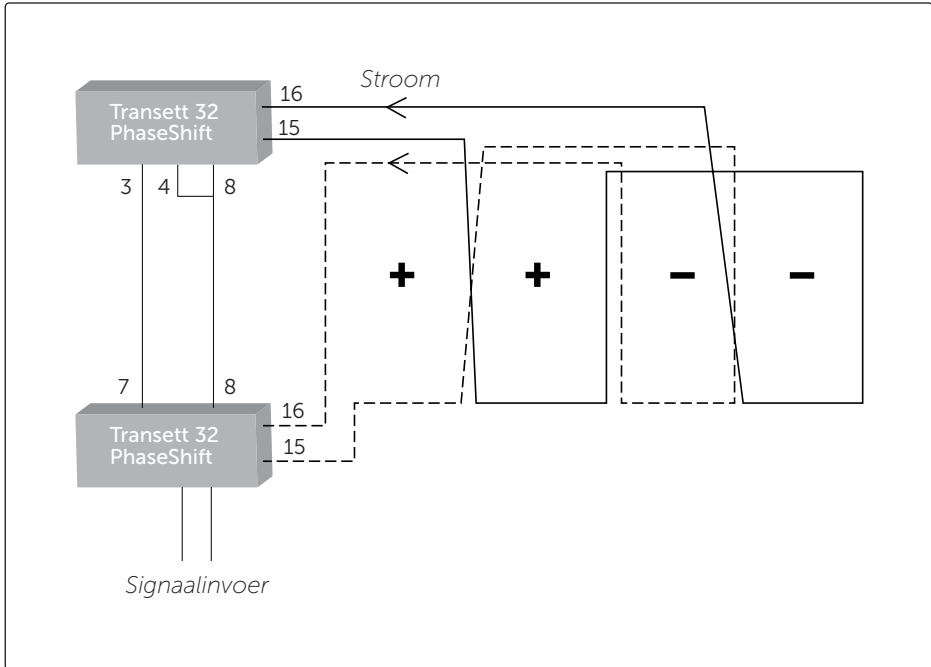 Stroom
16
Transett 32
PhaseShift
15
3 4 8
+ + – –
7 8
16
Transett 32
PhaseShift
15
Signaalinvoer